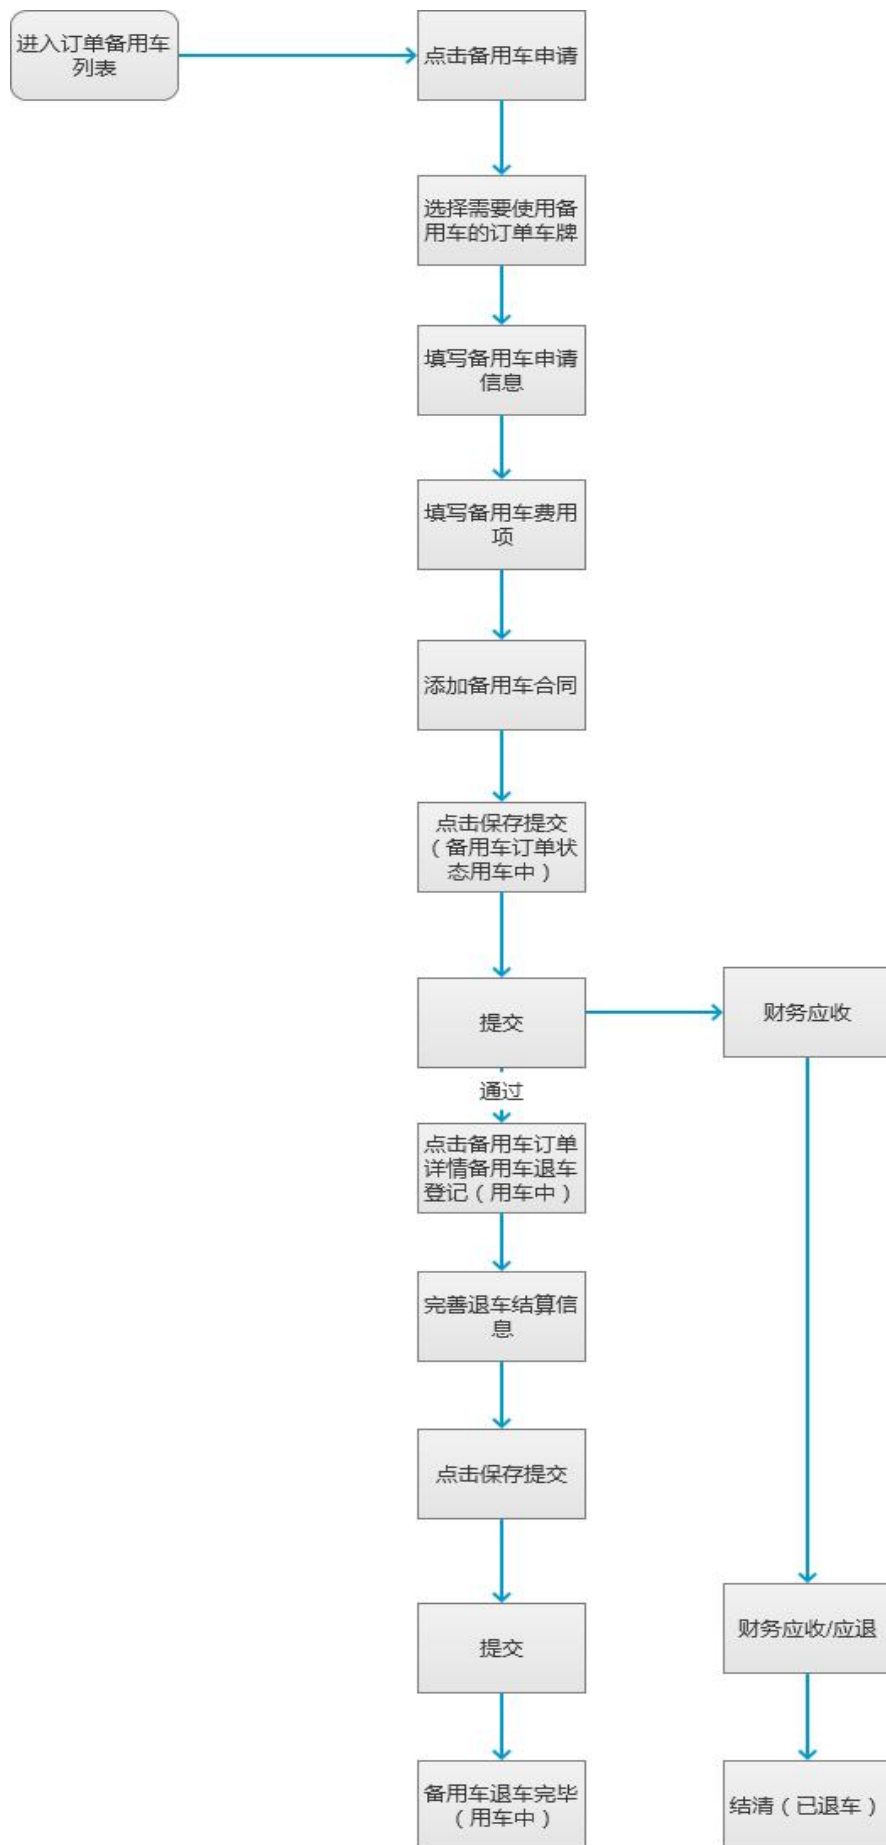 进入订单备用车
列表
点击备用车申请
选择需要使用备
用车的订单车牌
填写备用车申请
信息
填写备用车费用
项
添加备用车合同
点击保存提交
（备用车订单状
态用车中）
提交
财务应收
通过
点击备用车订单
详情备用车退车
登记（用车中）
完善退车结算信
息
点击保存提交
提交
财务应收/应退
备用车退车完毕
（用车中）
结清（已退车）